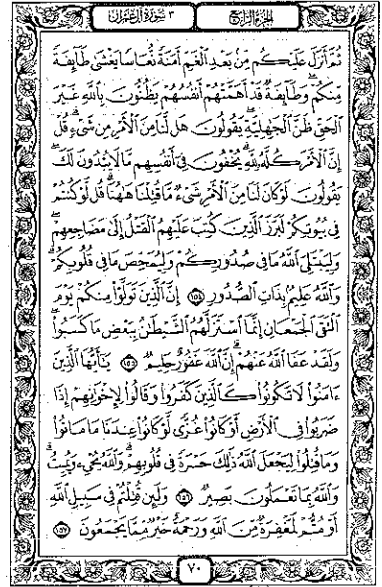 الجزء الرابع
٣ سورة آل عمران
ثُمَّ أَنزَلَ عَلَيْكُم مِّنۢ بَعْدِ ٱلْغَمِّ أَمَنَةً نُّعَاسًا يَغْشَىٰ طَآئِفَةً
مِّنكُمْ ۖ وَطَآئِفَةٌ قَدْ أَهَمَّتْهُمْ أَنفُسُهُمْ يَظُنُّونَ بِٱللَّهِ غَيْرَ
ٱلْحَقِّ ظَنَّ ٱلْجَٰهِلِيَّةِ ۖ يَقُولُونَ هَل لَّنَا مِنَ ٱلْأَمْرِ مِن شَىْءٍ ۗ قُلْ
إِنَّ ٱلْأَمْرَ كُلَّهُۥ لِلَّهِ ۗ يُخْفُونَ فِىٓ أَنفُسِهِم مَّا لَا يُبْدُونَ لَكَ ۖ
يَقُولُونَ لَوْ كَانَ لَنَا مِنَ ٱلْأَمْرِ شَىْءٌ مَّا قُتِلْنَا هَٰهُنَا ۗ قُل لَّوْ كُنتُمْ
فِى بُيُوتِكُمْ لَبَرَزَ ٱلَّذِينَ كُتِبَ عَلَيْهِمُ ٱلْقَتْلُ إِلَىٰ مَضَاجِعِهِمْ ۖ
وَلِيَبْتَلِىَ ٱللَّهُ مَا فِى صُدُورِكُمْ وَلِيُمَحِّصَ مَا فِى قُلُوبِكُمْ ۗ
وَٱللَّهُ عَلِيمٌۢ بِذَاتِ ٱلصُّدُورِ ١٥٤ إِنَّ ٱلَّذِينَ تَوَلَّوْا۟ مِنكُمْ يَوْمَ
ٱلْتَقَى ٱلْجَمْعَانِ إِنَّمَا ٱسْتَزَلَّهُمُ ٱلشَّيْطَٰنُ بِبَعْضِ مَا كَسَبُوا۟ ۖ
وَلَقَدْ عَفَا ٱللَّهُ عَنْهُمْ ۗ إِنَّ ٱللَّهَ غَفُورٌ حَلِيمٌ ١٥٥ يَٰٓأَيُّهَا ٱلَّذِينَ
ءَامَنُوا۟ لَا تَكُونُوا۟ كَٱلَّذِينَ كَفَرُوا۟ وَقَالُوا۟ لِإِخْوَٰنِهِمْ إِذَا
ضَرَبُوا۟ فِى ٱلْأَرْضِ أَوْ كَانُوا۟ غُزًّى لَّوْ كَانُوا۟ عِندَنَا مَا مَاتُوا۟
وَمَا قُتِلُوا۟ لِيَجْعَلَ ٱللَّهُ ذَٰلِكَ حَسْرَةً فِى قُلُوبِهِمْ ۗ وَٱللَّهُ يُحْىِۦ وَيُمِيتُ ۗ
وَٱللَّهُ بِمَا تَعْمَلُونَ بَصِيرٌ ١٥٦ وَلَئِن قُتِلْتُمْ فِى سَبِيلِ ٱللَّهِ
أَوْ مُتُّمْ لَمَغْفِرَةٌ مِّنَ ٱللَّهِ وَرَحْمَةٌ خَيْرٌ مِّمَّا يَجْمَعُونَ ١٥٧
٧٠